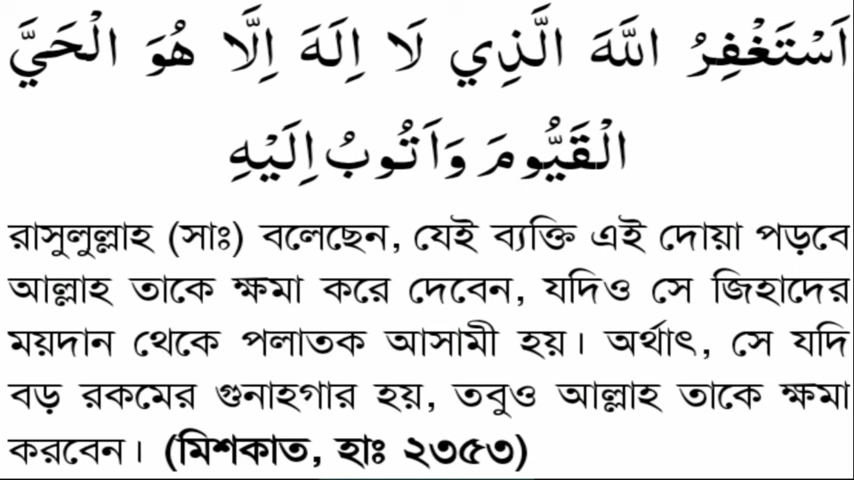 اَسْتَغْفِرُ اللّٰهَ الَّذِي لَا اِلَهَ اِلَّا هُوَ الْحَيَّ
الْقَيُّومَ وَاَتُوبُ اِلَيْهِ
রাসুলুল্লাহ (সাঃ) বলেছেন, যেই ব্যক্তি এই দোয়া পড়বে
আল্লাহ তাকে ক্ষমা করে দেবেন, যদিও সে জিহাদের
ময়দান থেকে পলাতক আসামী হয়। অর্থাৎ, সে যদি
বড় রকমের গুনাহগার হয়, তবুও আল্লাহ তাকে ক্ষমা
করবেন। (মিশকাত, হাঃ ২৩৫৩)